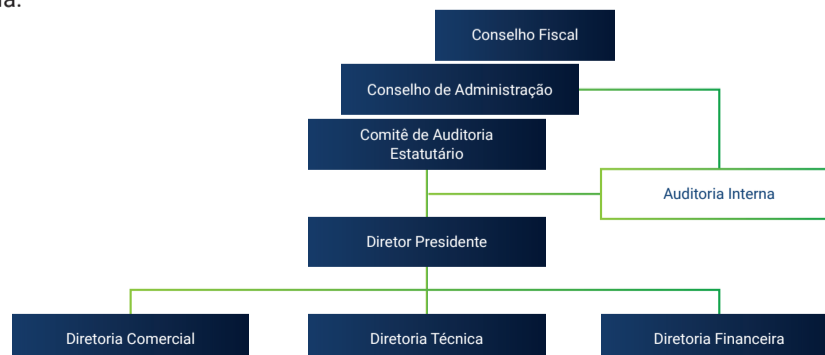 Conselho Fiscal
Conselho de Administração
Comitê de Auditoria
Estatutário
Auditoria Interna
Diretor Presidente
Diretoria Comercial
Diretoria Técnica
Diretoria Financeira